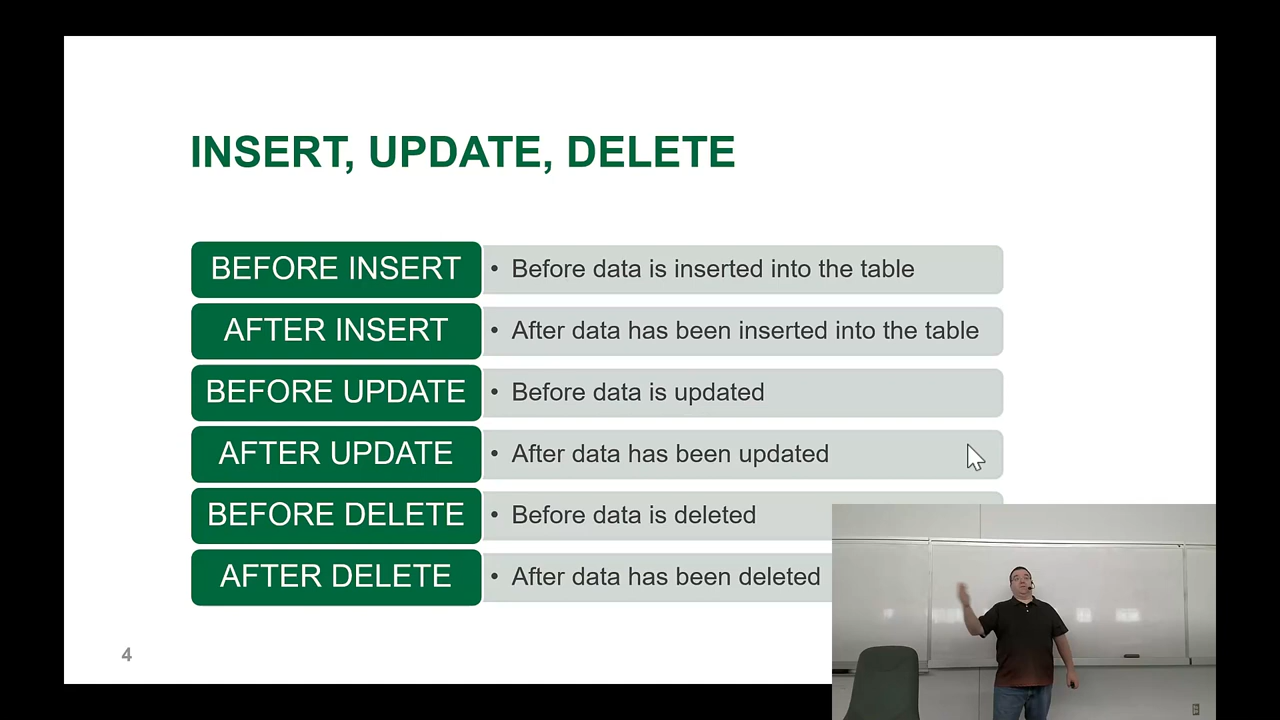 INSERT, UPDATE, DELETE
BEFORE INSERT
• Before data is inserted into the table
AFTER INSERT
• After data has been inserted into the table
BEFORE UPDATE
• Before data is updated
AFTER UPDATE
• After data has been updated
BEFORE DELETE
• Before data is deleted
AFTER DELETE
• After data has been deleted
4